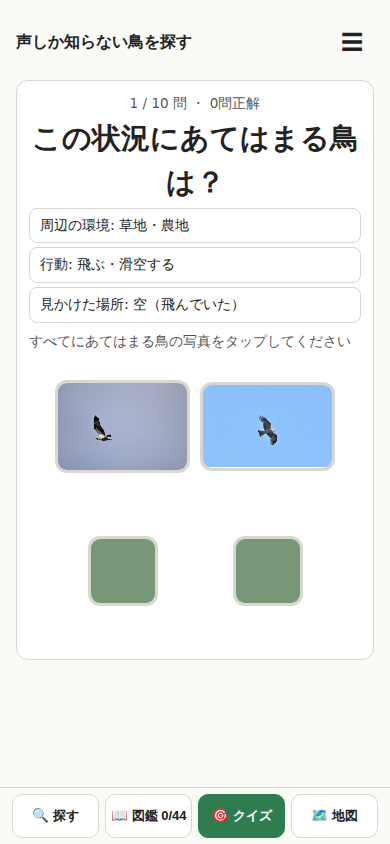 声しか知らない鳥を探す
1 / 10 問 ・ 0問正解
この状況にあてはまる鳥
は？
周辺の環境: 草地・農地
行動: 飛ぶ・滑空する
見かけた場所: 空（飛んでいた）
すべてにあてはまる鳥の写真をタップしてください
探す
図鑑 0/44
クイズ
地図